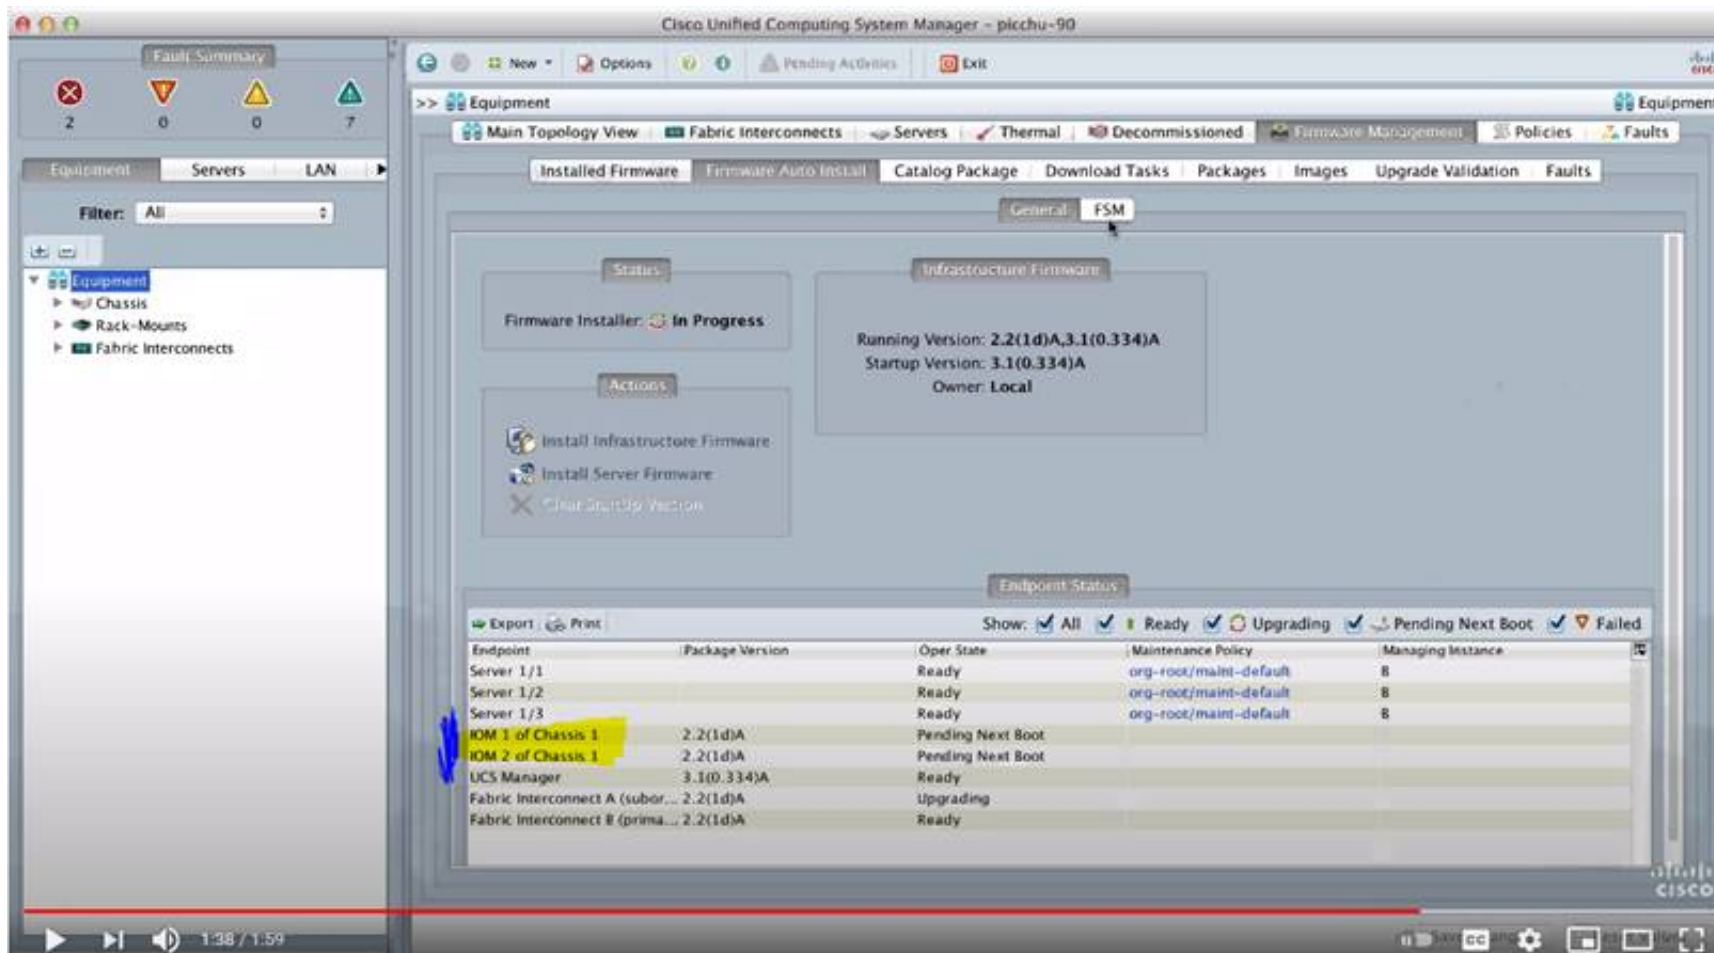 Cisco Unified Computing System Manager - picchu-90
Fault Summary
2 0 0 7
Equipment Servers LAN
Filter: All
Equipment
Chassis
Rack-Mounts
Fabric Interconnects
New Options Pending Activities Exit
>> Equipment Equipment
Main Topology View Fabric Interconnects Servers Thermal Decommissioned Firmware Management Policies Faults
Installed Firmware Firmware Auto Install Catalog Package Download Tasks Packages Images Upgrade Validation Faults
General FSM
Status
Firmware Installer: In Progress
Actions
Install Infrastructure Firmware
Install Server Firmware
Clear StartUp Version
Infrastructure Firmware
Running Version: 2.2(1d)A,3.1(0.334)A
Startup Version: 3.1(0.334)A
Owner: Local
Endpoint Status
Export Print Show: All Ready Upgrading Pending Next Boot Failed
Endpoint Package Version Oper State Maintenance Policy Managing Instance
Server 1/1 Ready org-root/maint-default B
Server 1/2 Ready org-root/maint-default B
Server 1/3 Ready org-root/maint-default B
IOM 1 of Chassis 1 2.2(1d)A Pending Next Boot
IOM 2 of Chassis 1 2.2(1d)A Pending Next Boot
UCS Manager 3.1(0.334)A Ready
Fabric Interconnect A (subor... 2.2(1d)A Upgrading
Fabric Interconnect B (prima... 2.2(1d)A Ready
CISCO
1:38 / 1:59
CC